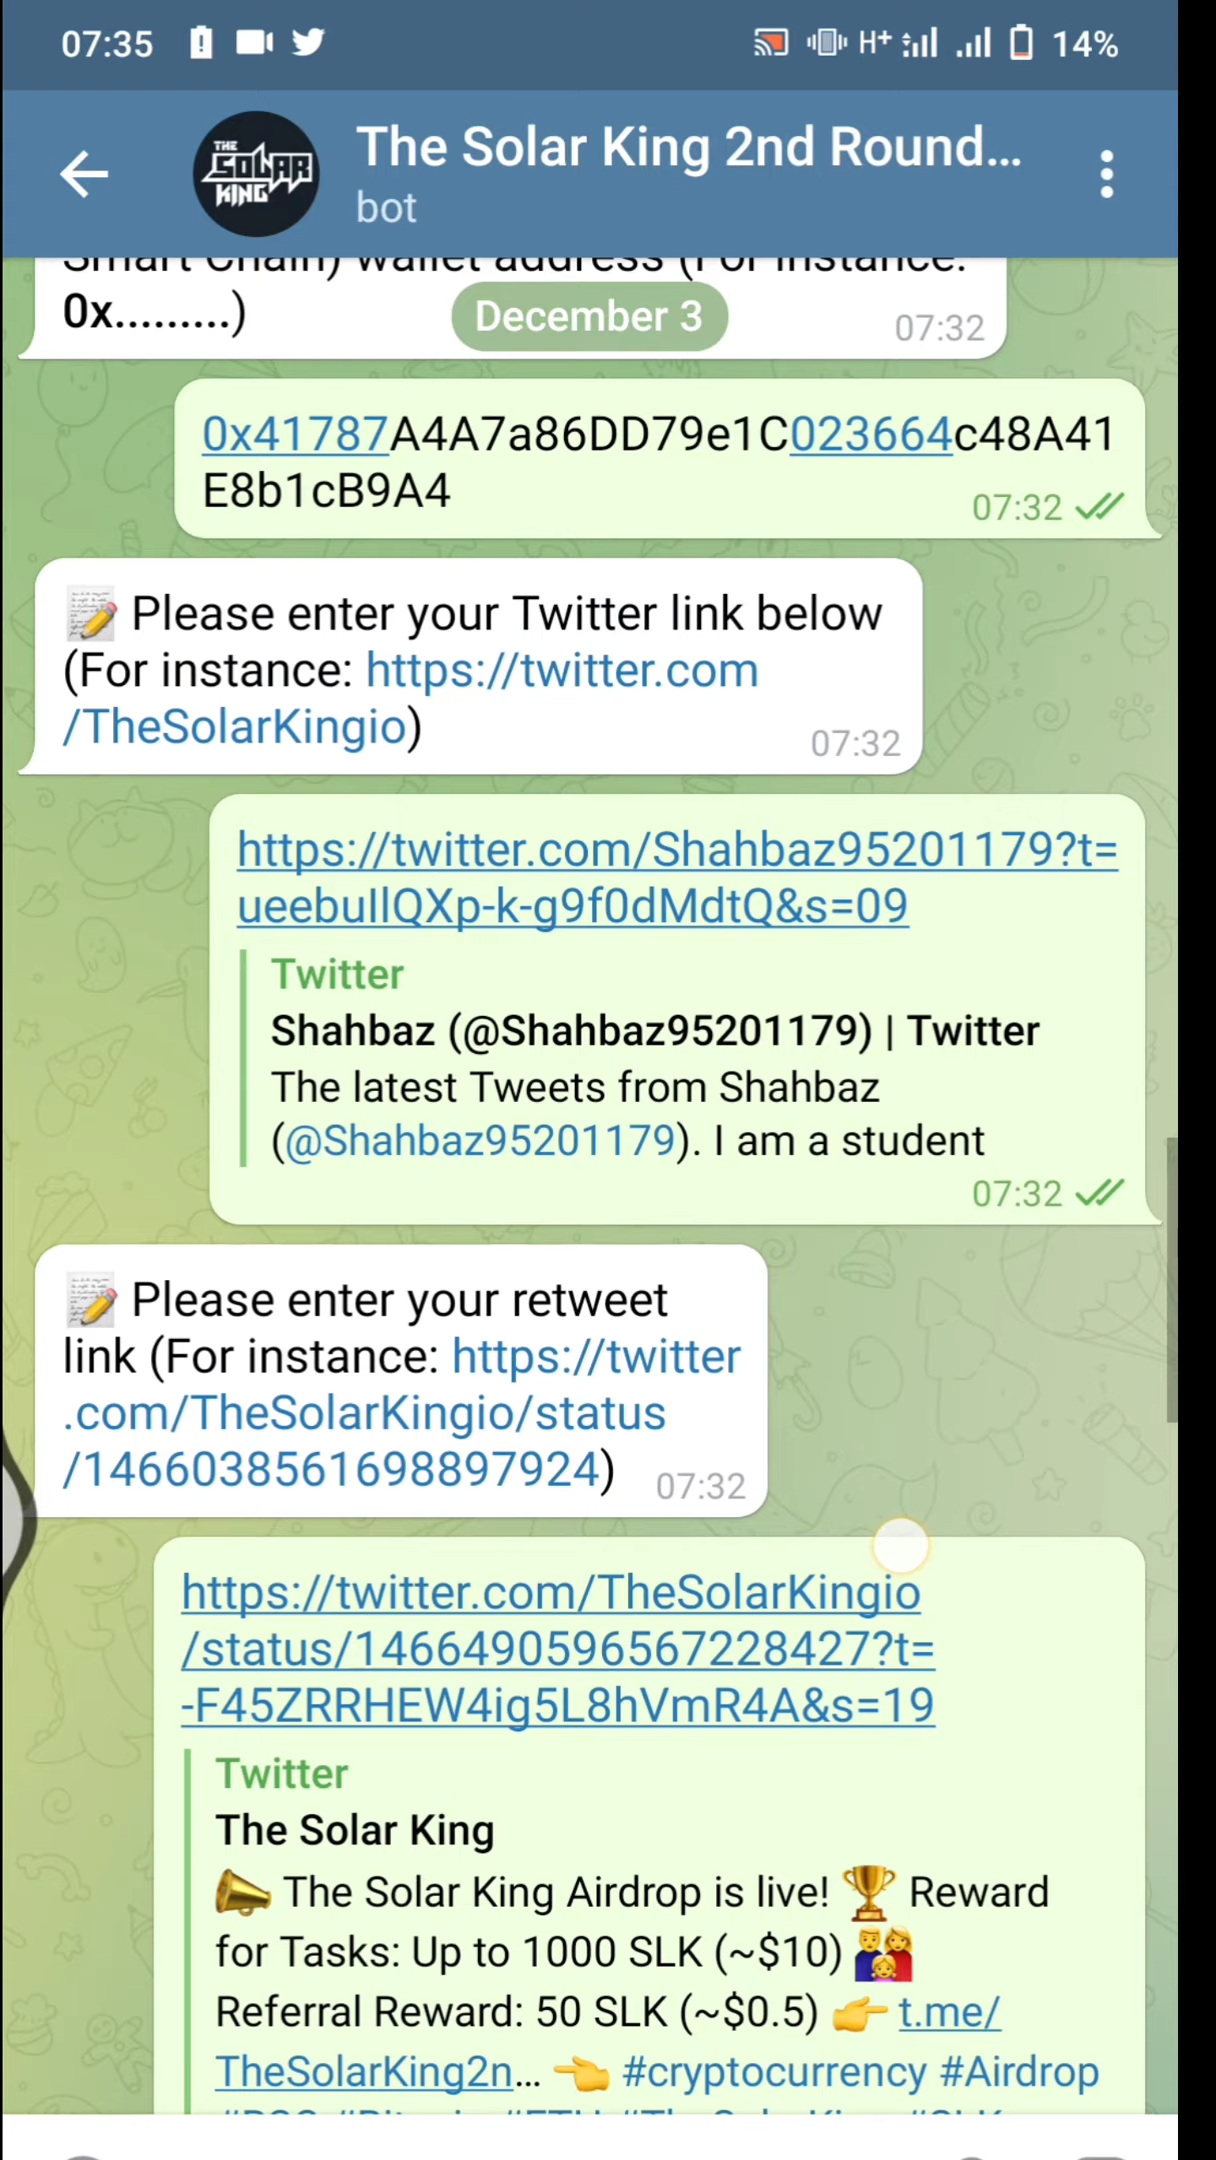 07:35
H+
14%
THE SOLAR KING
The Solar King 2nd Round...
bot
Smart Chain) wallet address (For instance:
0x.........)
07:32
December 3
0x41787A4A7a86DD79e1C023664c48A41
E8b1cB9A4
07:32
Please enter your Twitter link below
(For instance: https://twitter.com
/TheSolarKingio)
07:32
https://twitter.com/Shahbaz95201179?t=
ueebuIlQXp-k-g9f0dMdtQ&s=09
Twitter
Shahbaz (@Shahbaz95201179) | Twitter
The latest Tweets from Shahbaz
(@Shahbaz95201179). I am a student
07:32
Please enter your retweet
link (For instance: https://twitter
.com/TheSolarKingio/status
/1466038561698897924)
07:32
https://twitter.com/TheSolarKingio
/status/1466490596567228427?t=
-F45ZRRHEW4ig5L8hVmR4A&s=19
Twitter
The Solar King
The Solar King Airdrop is live! Reward
for Tasks: Up to 1000 SLK (~$10)
Referral Reward: 50 SLK (~$0.5) t.me/
TheSolarKing2n... #cryptocurrency #Airdrop